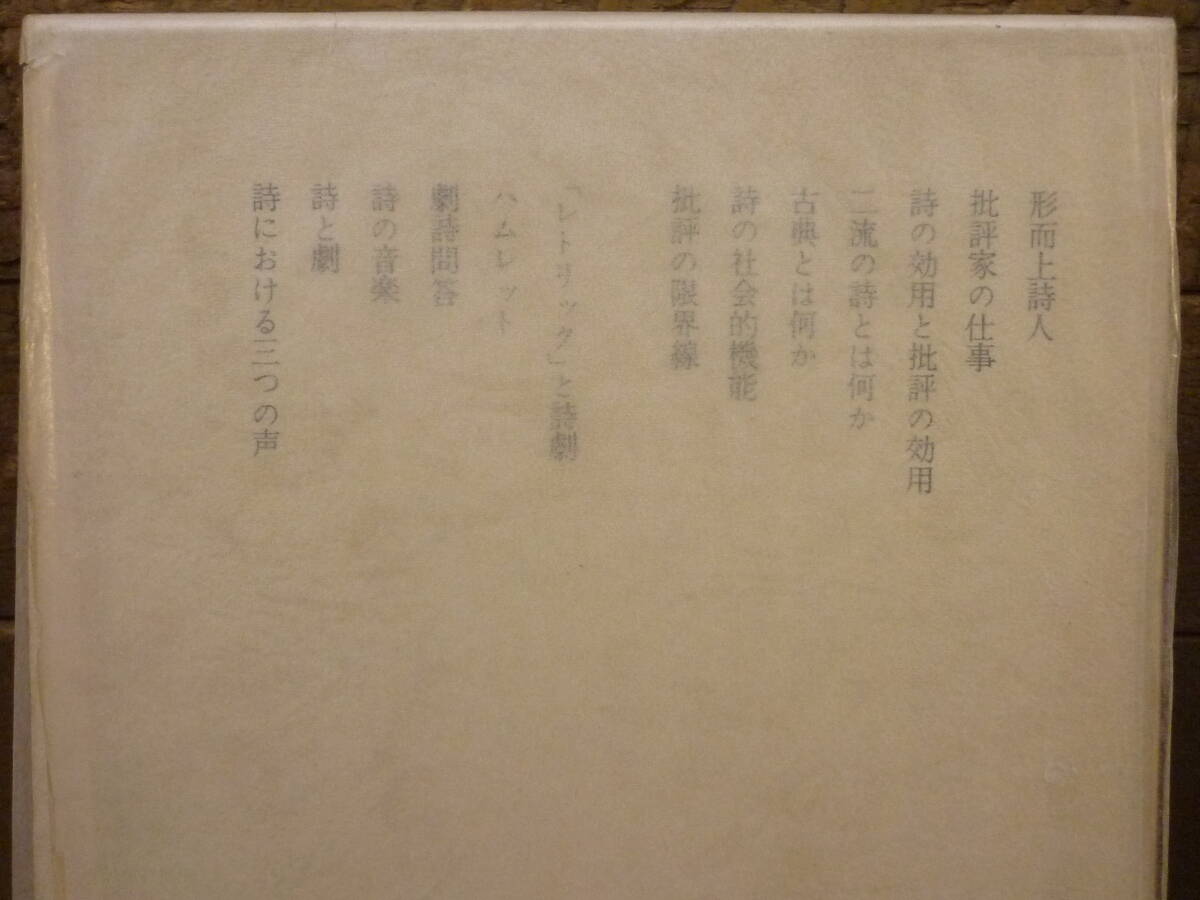 形而上詩人
批評家の仕事
詩の効用と批評の効用
二流の詩とは何か
古典とは何か
詩の社会的機能
批評の限界線
「レトリック」と詩劇
ハムレット
劇詩問答
詩の音楽
詩と劇
詩における三つの声